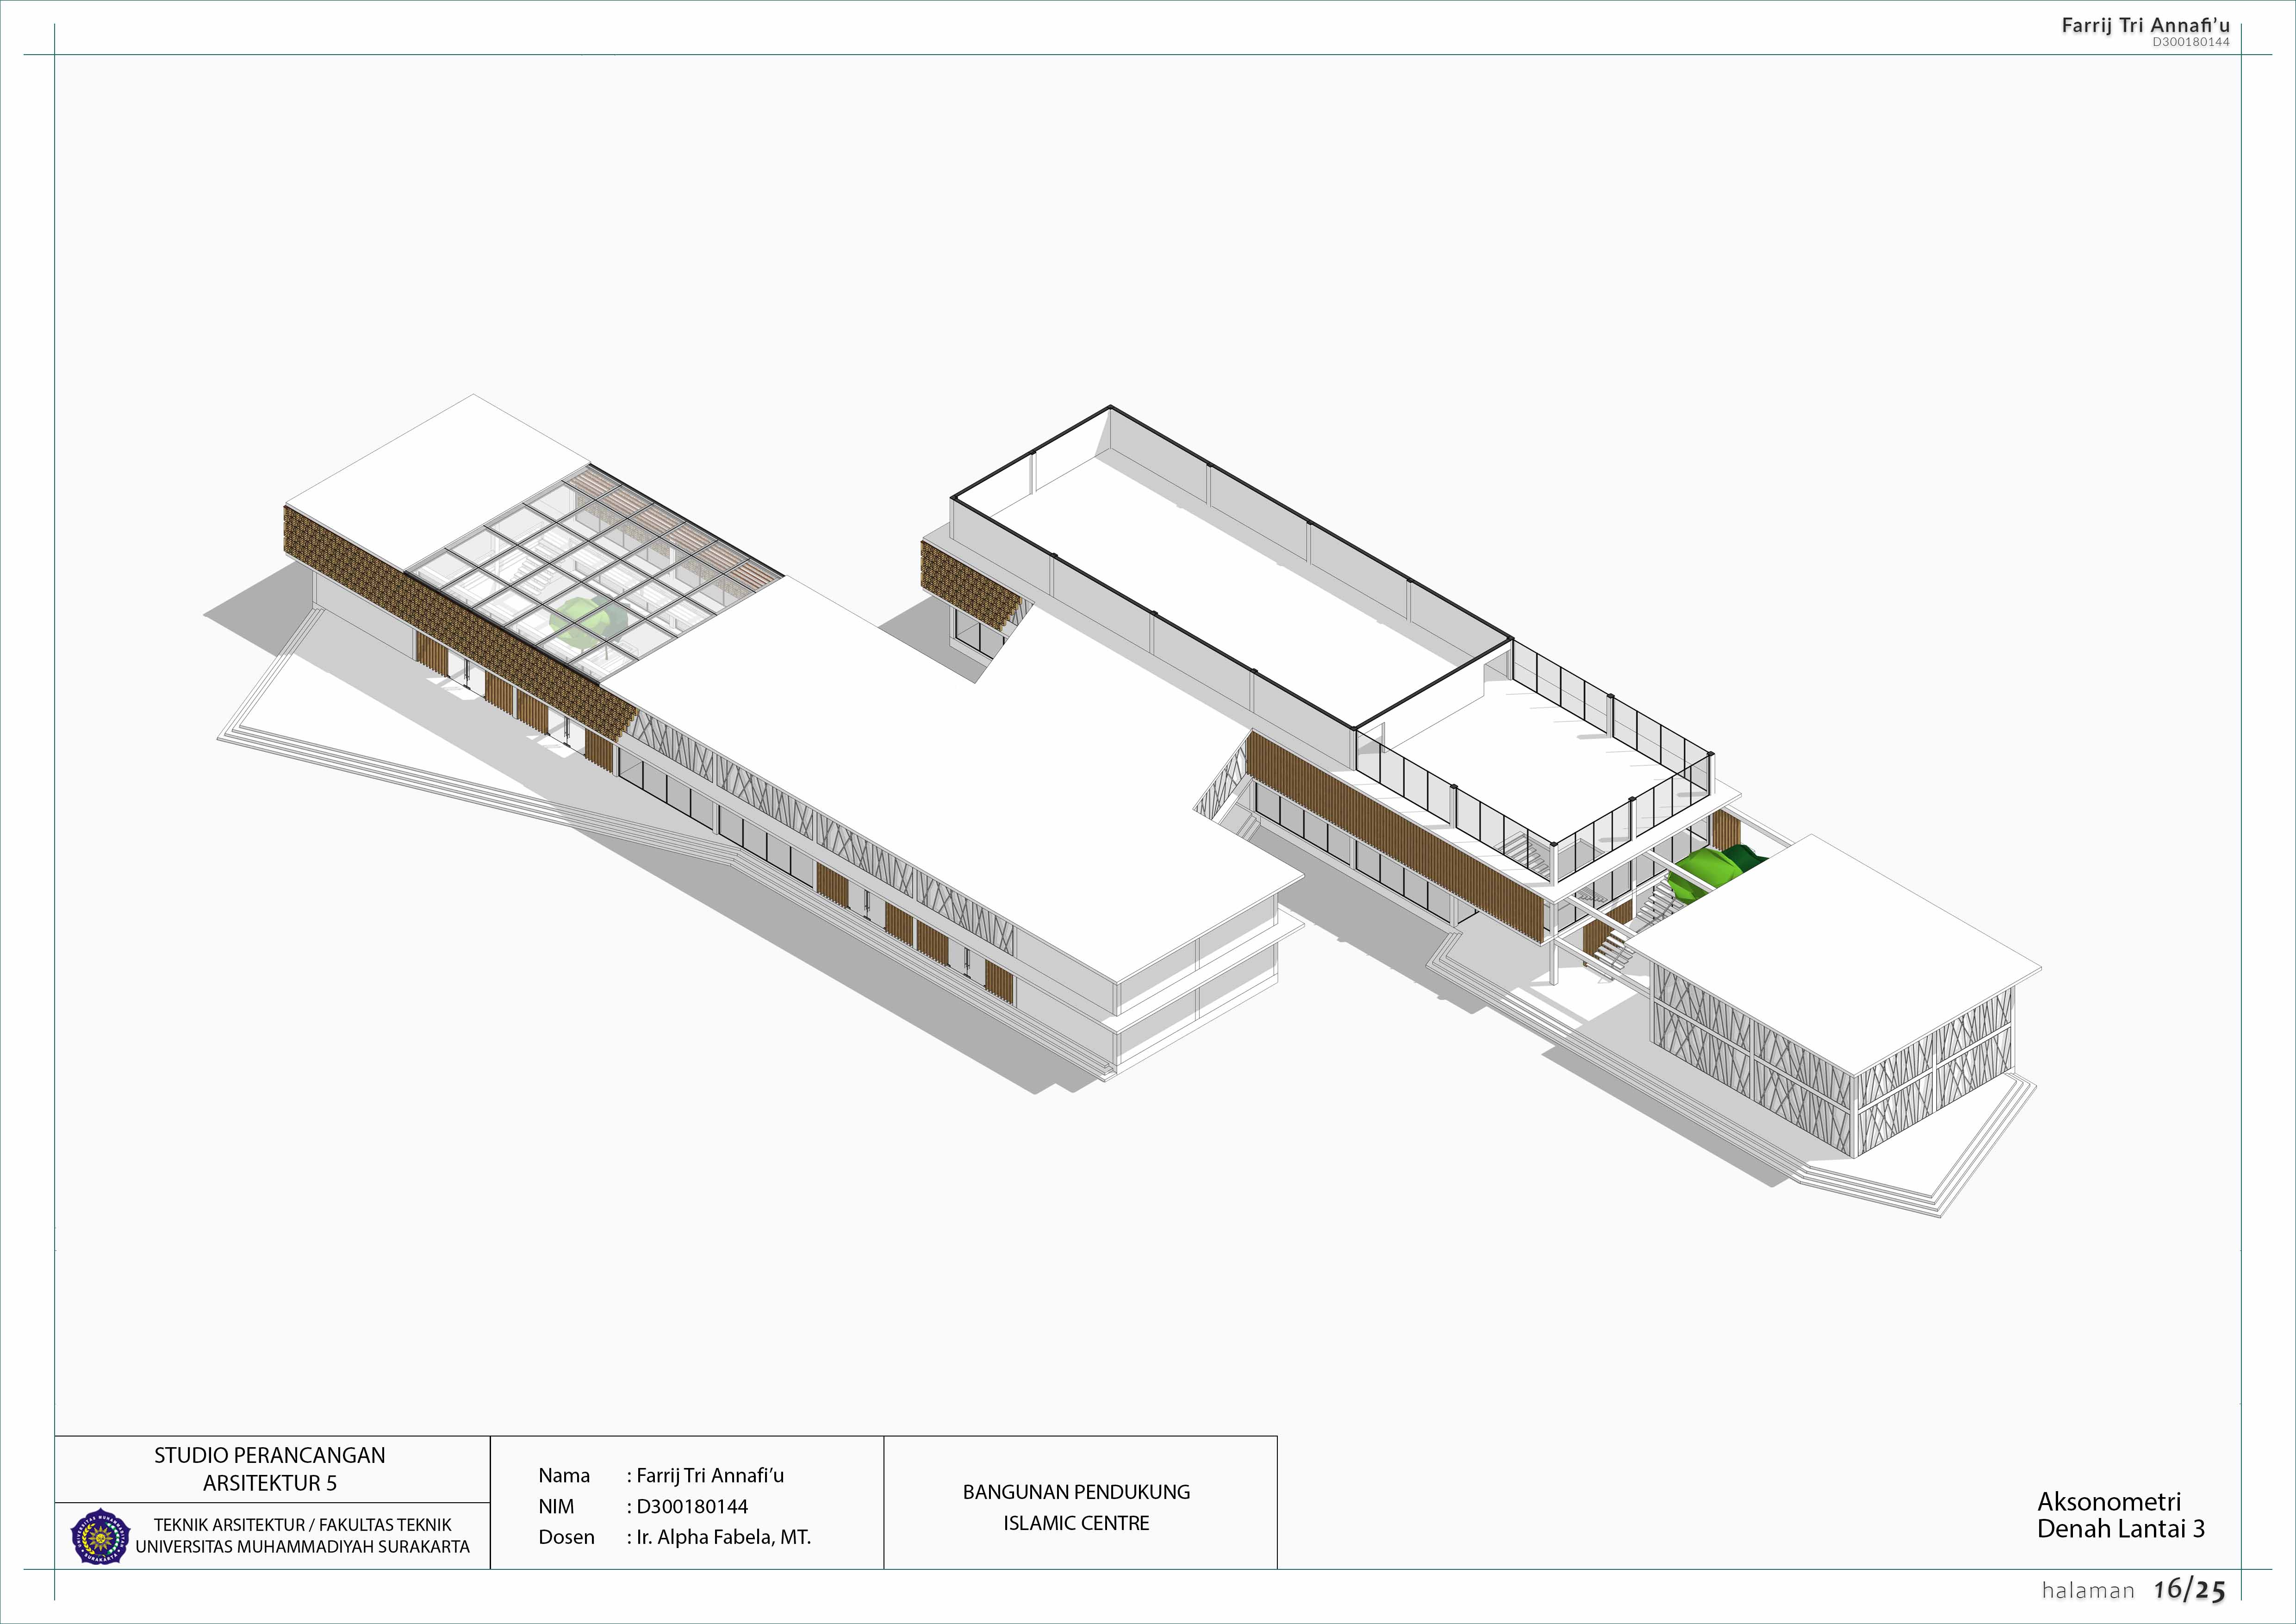 Farrij Tri Annafi’u
D300180144
STUDIO PERANCANGAN
ARSITEKTUR 5
TEKNIK ARSITEKTUR / FAKULTAS TEKNIK
UNIVERSITAS MUHAMMADIYAH SURAKARTA
Nama : Farrij Tri Annafi’u
NIM : D300180144
Dosen : Ir. Alpha Fabela, MT.
BANGUNAN PENDUKUNG
ISLAMIC CENTRE
Aksonometri
Denah Lantai 3
halaman 16/25